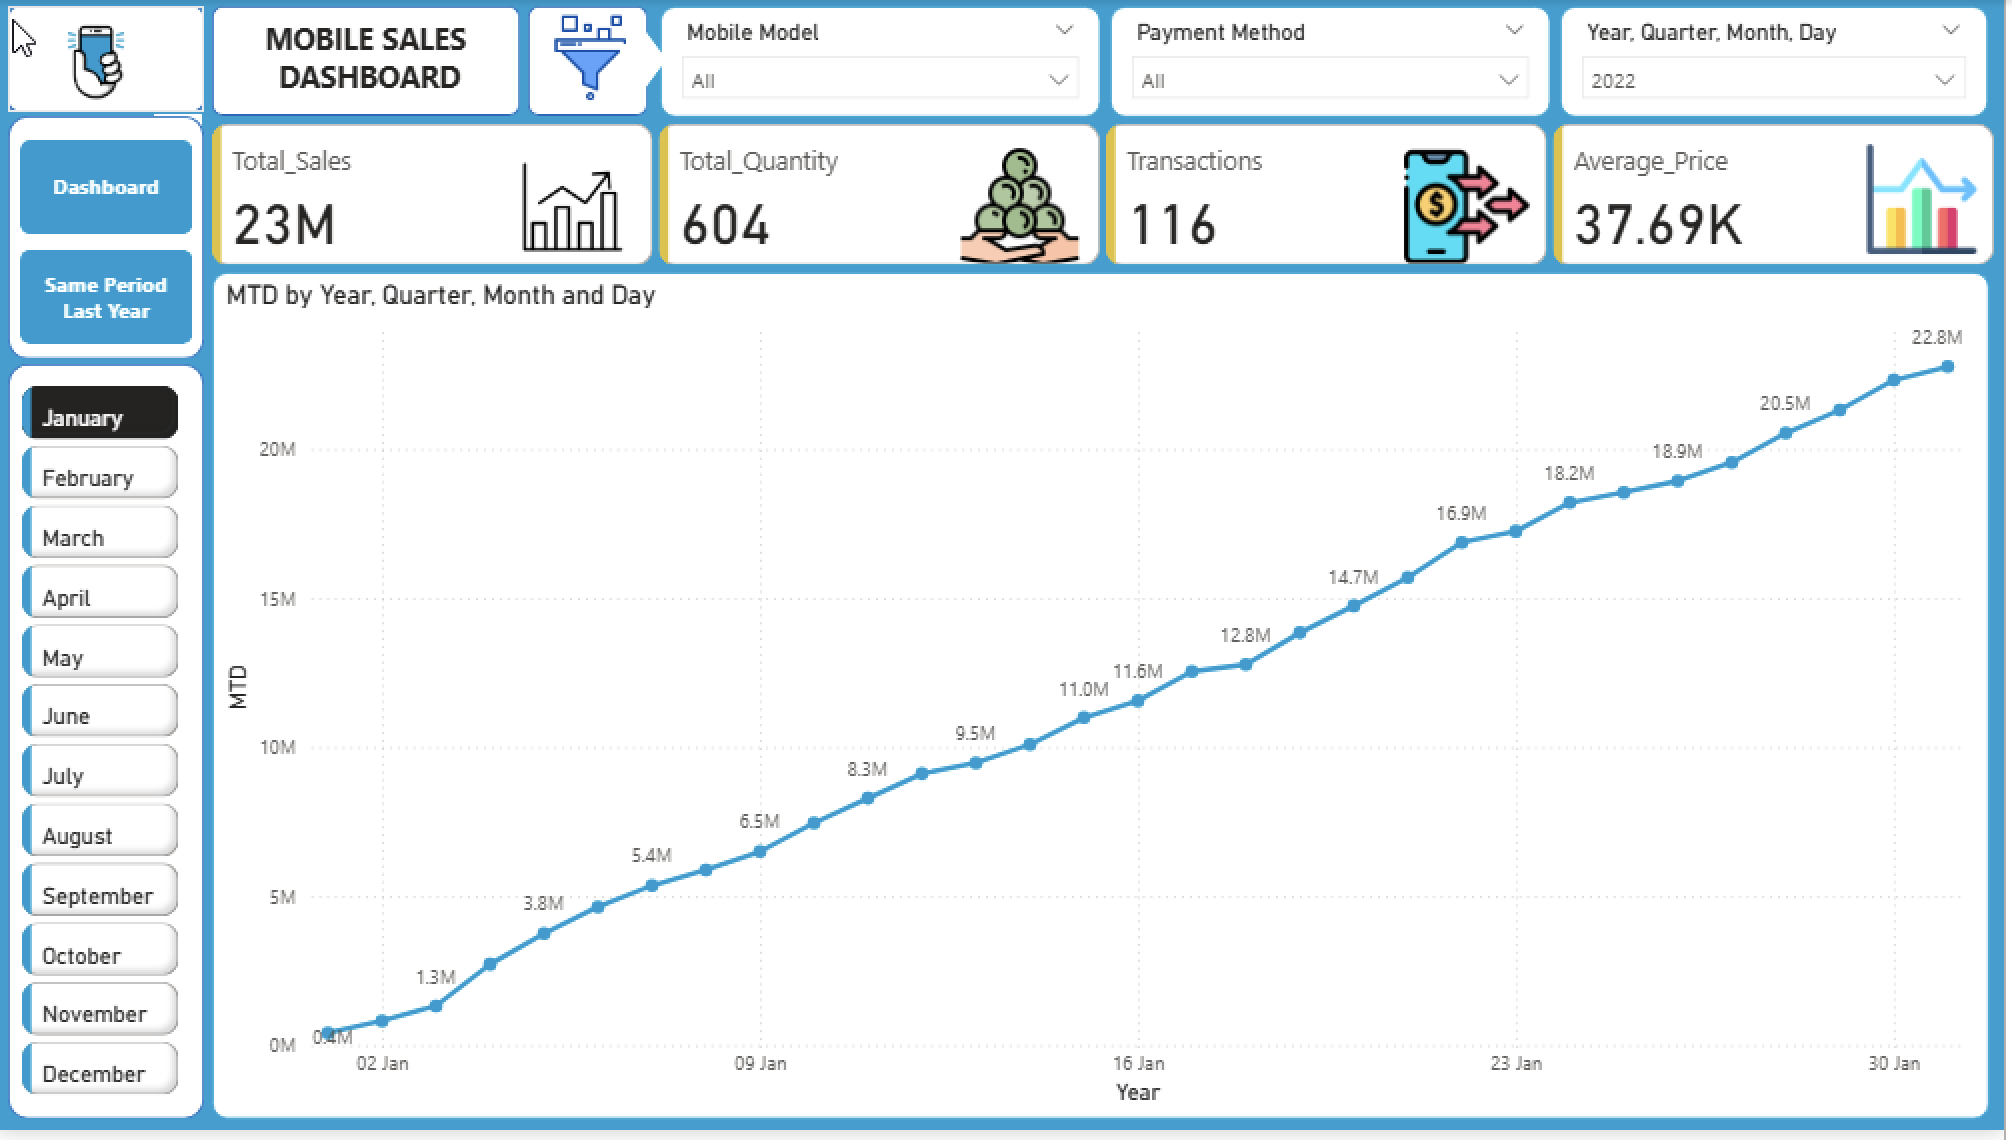 MOBILE SALES
DASHBOARD
Mobile Model
All
Payment Method
All
Year, Quarter, Month, Day
2022
Dashboard
Same Period
Last Year
Total_Sales
23M
Total_Quantity
604
Transactions
$
116
Average_Price
37.69K
January
February
March
April
May
June
July
August
September
October
November
December
MTD by Year, Quarter, Month and Day
MTD
20M
15M
10M
5M
0M
0.4M
1.3M
3.8M
5.4M
6.5M
8.3M
9.5M
11.0M
11.6M
12.8M
14.7M
16.9M
18.2M
18.9M
20.5M
22.8M
02 Jan
09 Jan
16 Jan
23 Jan
30 Jan
Year